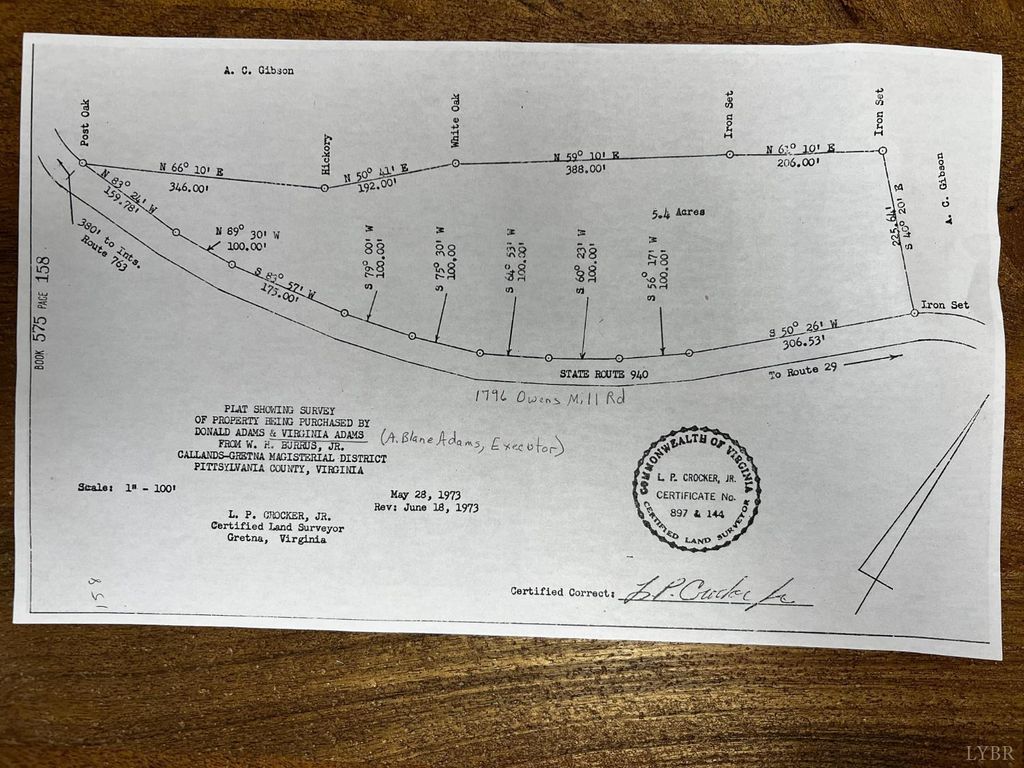 A. C. Gibson
Post Oak
Hickory
White Oak
Iron Set
Iron Set
N 66° 10' E
346.00'
N 50° 41' E
192.00'
N 59° 10' E
388.00'
10' E
206.00'
S 40° 20' E
225.64'
A. C. Gibson
5.4 Acres
N 83° 24' W
159.78'
N 89° 30' W
100.00'
S 83° 57' W
175.00'
S 79° 00' W
100.00'
S 75° 30' W
100.00
S 64° 53' W
100.00'
S 60° 23' W
100.00'
S 56° 17' W
100.00'
S 50° 26' W
306.53'
Iron Set
380' to Ints.
Route 763
STATE ROUTE 940
To Route 29
1796 Owens Mill Rd
BOOK 575 PAGE 158
PLAT SHOWING SURVEY
OF PROPERTY BEING PURCHASED BY
DONALD ADAMS & VIRGINIA ADAMS
(A. Blane Adams, Executor)
FROM W. H. BURRUS, JR.
CALLANDS-GRETNA MAGISTERIAL DISTRICT
PITTSYLVANIA COUNTY, VIRGINIA
Scale: 1" - 100'
May 28, 1973
Rev: June 18, 1973
L. P. CROCKER, JR.
Certified Land Surveyor
Gretna, Virginia
COMMONWEALTH OF VIRGINIA
L. P. CROCKER, JR.
CERTIFICATE No.
897 & 144
CERTIFIED LAND SURVEYOR
158
Certified Correct: L. P. Crocker Jr.
LYBR